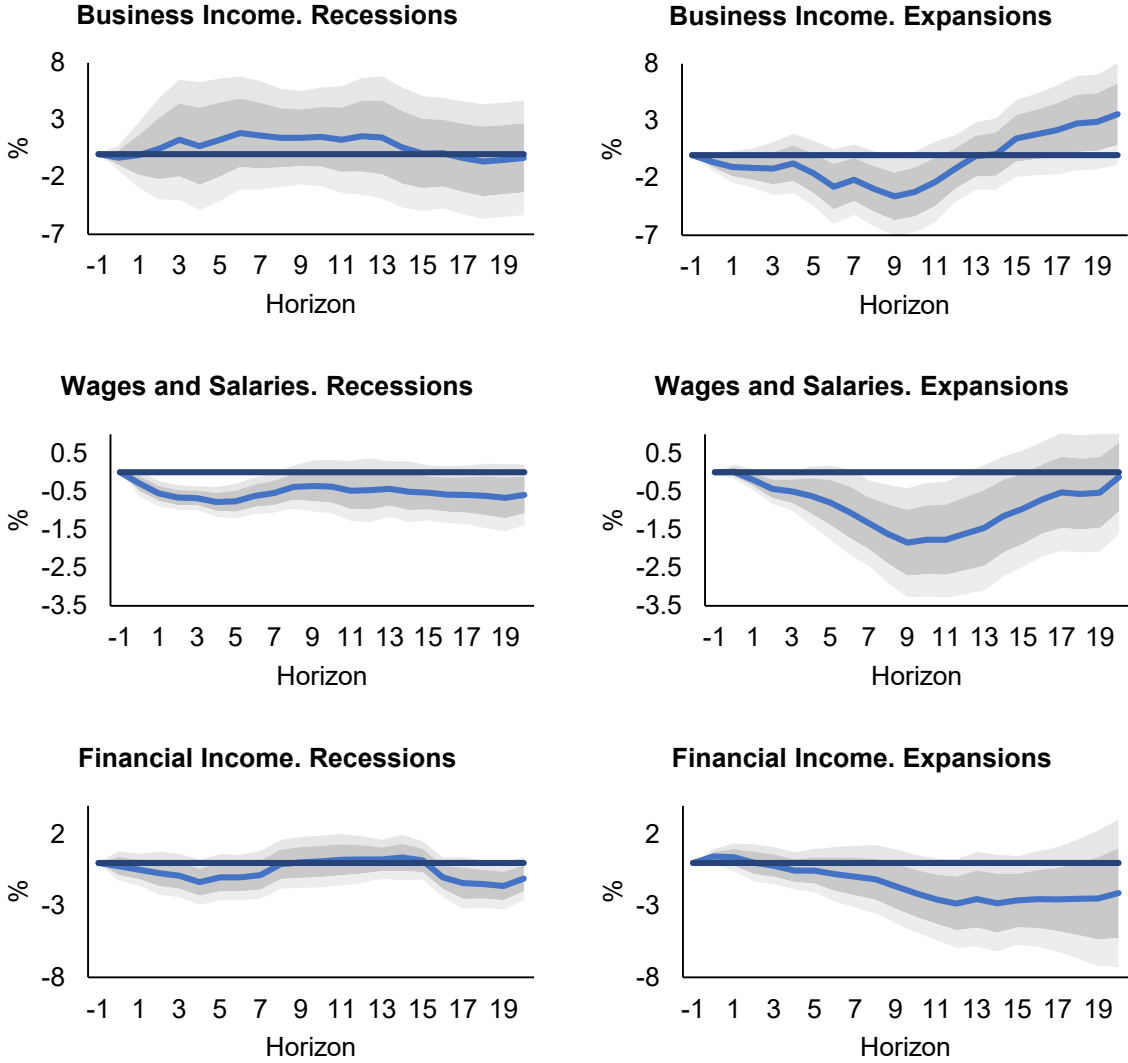 Business Income. Recessions
8
3
-2
-7
%
-1 1 3 5 7 9 11 13 15 17 19
Horizon
Business Income. Expansions
8
3
-2
-7
%
-1 1 3 5 7 9 11 13 15 17 19
Horizon
Wages and Salaries. Recessions
0.5
-0.5
-1.5
-2.5
-3.5
%
-1 1 3 5 7 9 11 13 15 17 19
Horizon
Wages and Salaries. Expansions
0.5
-0.5
-1.5
-2.5
-3.5
%
-1 1 3 5 7 9 11 13 15 17 19
Horizon
Financial Income. Recessions
2
-3
-8
%
-1 1 3 5 7 9 11 13 15 17 19
Horizon
Financial Income. Expansions
2
-3
-8
%
-1 1 3 5 7 9 11 13 15 17 19
Horizon